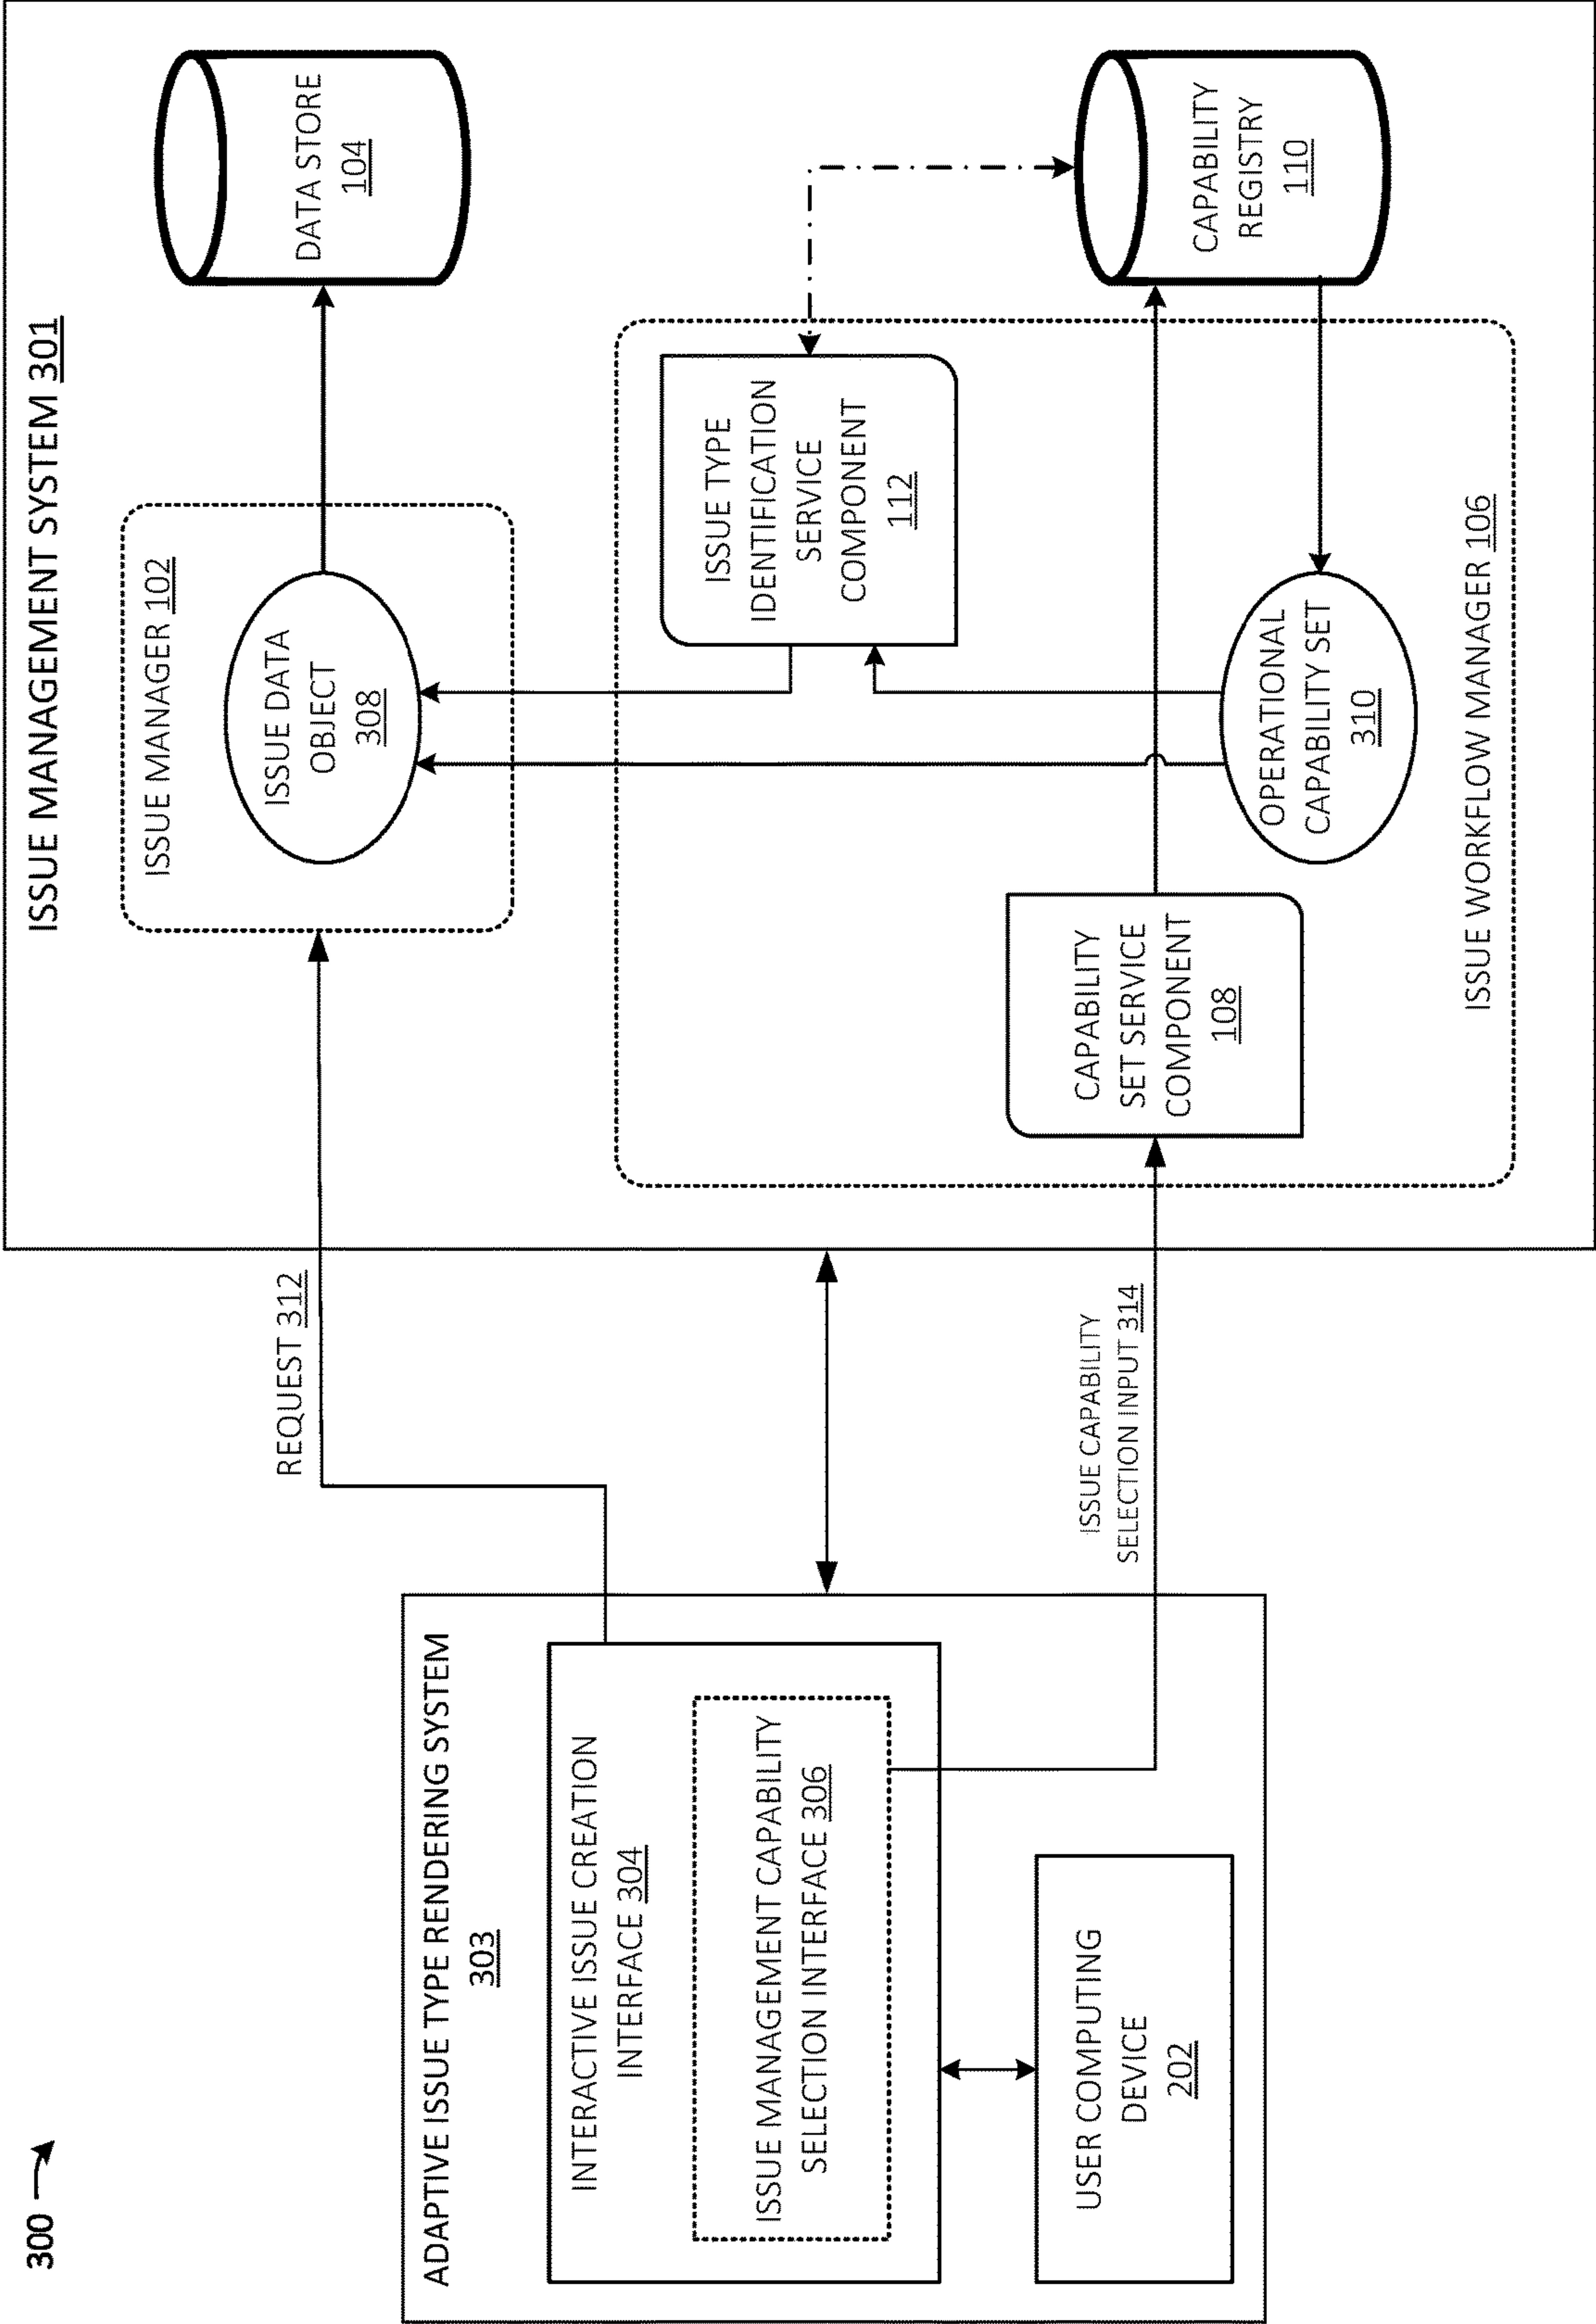 300
ISSUE MANAGEMENT SYSTEM 301
ADAPTIVE ISSUE TYPE RENDERING SYSTEM
303
INTERACTIVE ISSUE CREATION
INTERFACE 304
ISSUE MANAGEMENT CAPABILITY
SELECTION INTERFACE 306
USER COMPUTING
DEVICE
202
REQUEST 312
ISSUE CAPABILITY
SELECTION INPUT 314
ISSUE MANAGER 102
ISSUE DATA
OBJECT
308
DATA STORE
104
ISSUE TYPE
IDENTIFICATION
SERVICE
COMPONENT
112
CAPABILITY
SET SERVICE
COMPONENT
108
OPERATIONAL
CAPABILITY SET
310
ISSUE WORKFLOW MANAGER 106
CAPABILITY
REGISTRY
110